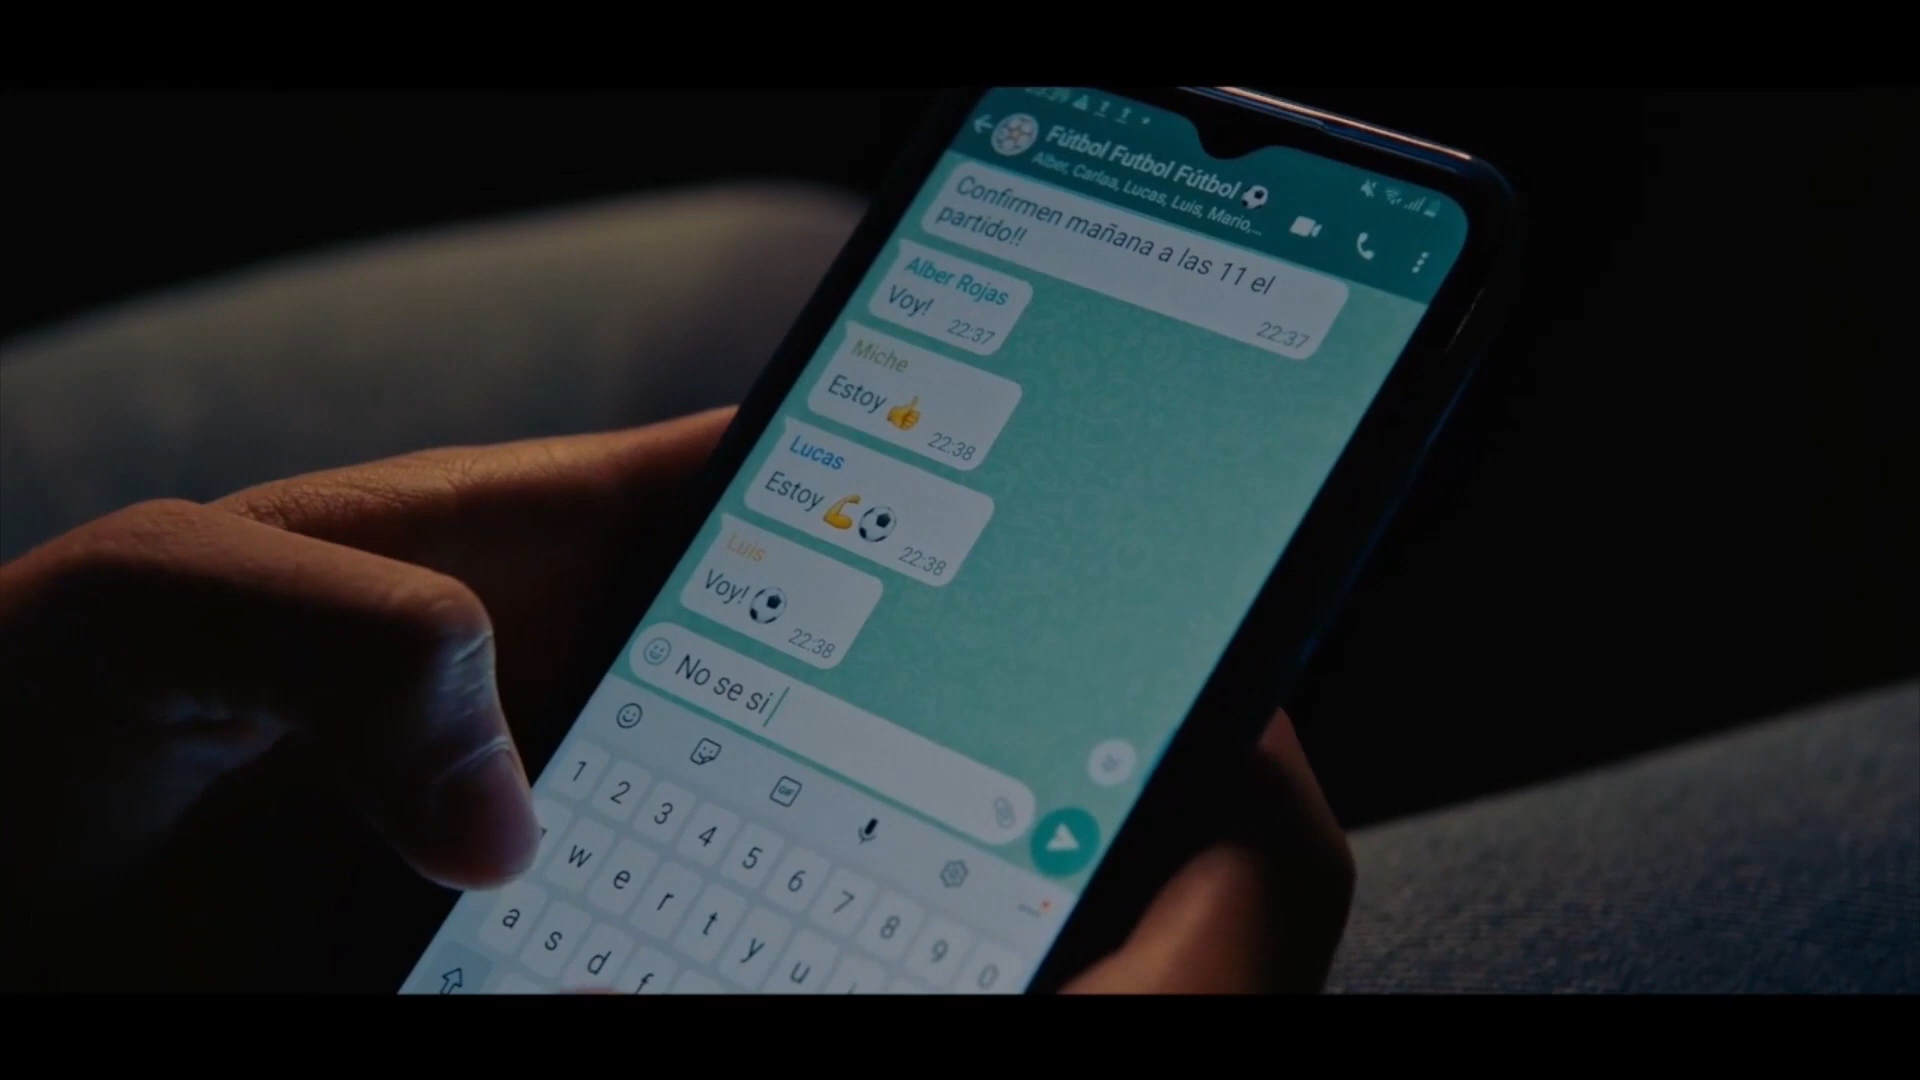 Fútbol Futbol Fútbol
Alber, Carlaa, Lucas, Luis, Mario,...
Confirmen mañana a las 11 el
partido!!
22:37
Alber Rojas
Voy!
22:37
Miche
Estoy
22:38
Lucas
Estoy
22:38
Luis
Voy!
22:38
No se si
GIF
1 2 3 4 5 6 7 8 9 0
w e r t y u
a s d f